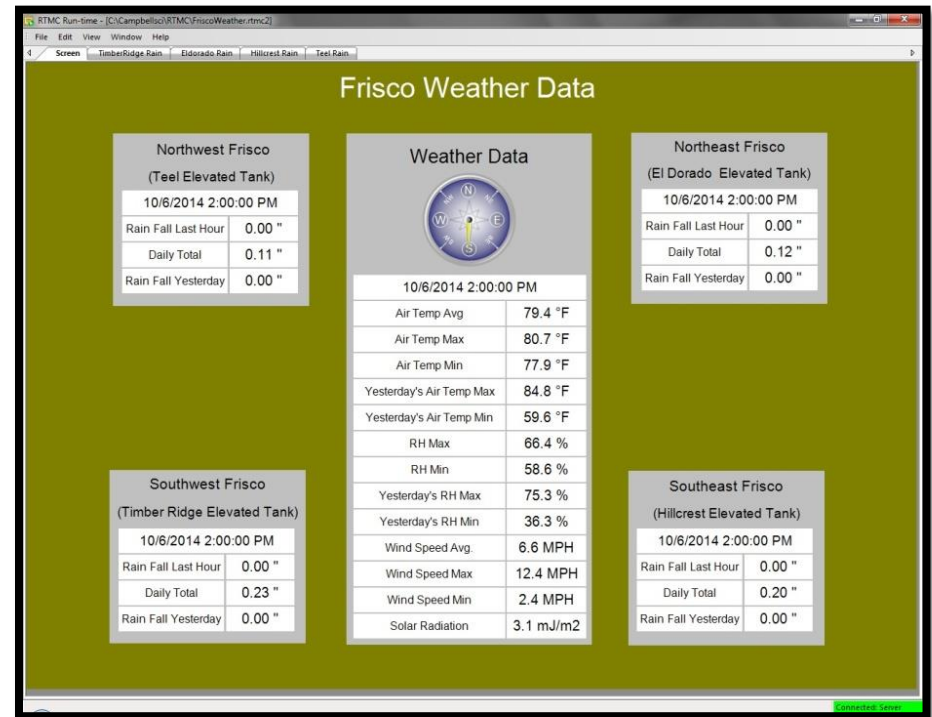 RTMC Run-time - [C:\Campbellsci\RTMC\FriscoWeather.rtmc2]
File Edit View Window Help
Screen TimberRidge Rain Eldorado Rain Hillcrest Rain Teel Rain
Frisco Weather Data
Northwest Frisco
(Teel Elevated Tank)
10/6/2014 2:00:00 PM
Rain Fall Last Hour 0.00 "
Daily Total 0.11 "
Rain Fall Yesterday 0.00 "
Weather Data
N
W E
S
10/6/2014 2:00:00 PM
Air Temp Avg 79.4 °F
Air Temp Max 80.7 °F
Air Temp Min 77.9 °F
Yesterday's Air Temp Max 84.8 °F
Yesterday's Air Temp Min 59.6 °F
RH Max 66.4 %
RH Min 58.6 %
Yesterday's RH Max 75.3 %
Yesterday's RH Min 36.3 %
Wind Speed Avg. 6.6 MPH
Wind Speed Max 12.4 MPH
Wind Speed Min 2.4 MPH
Solar Radiation 3.1 mJ/m2
Northeast Frisco
(El Dorado Elevated Tank)
10/6/2014 2:00:00 PM
Rain Fall Last Hour 0.00 "
Daily Total 0.12 "
Rain Fall Yesterday 0.00 "
Southwest Frisco
(Timber Ridge Elevated Tank)
10/6/2014 2:00:00 PM
Rain Fall Last Hour 0.00 "
Daily Total 0.23 "
Rain Fall Yesterday 0.00 "
Southeast Frisco
(Hillcrest Elevated Tank)
10/6/2014 2:00:00 PM
Rain Fall Last Hour 0.00 "
Daily Total 0.20 "
Rain Fall Yesterday 0.00 "
Connected: Server